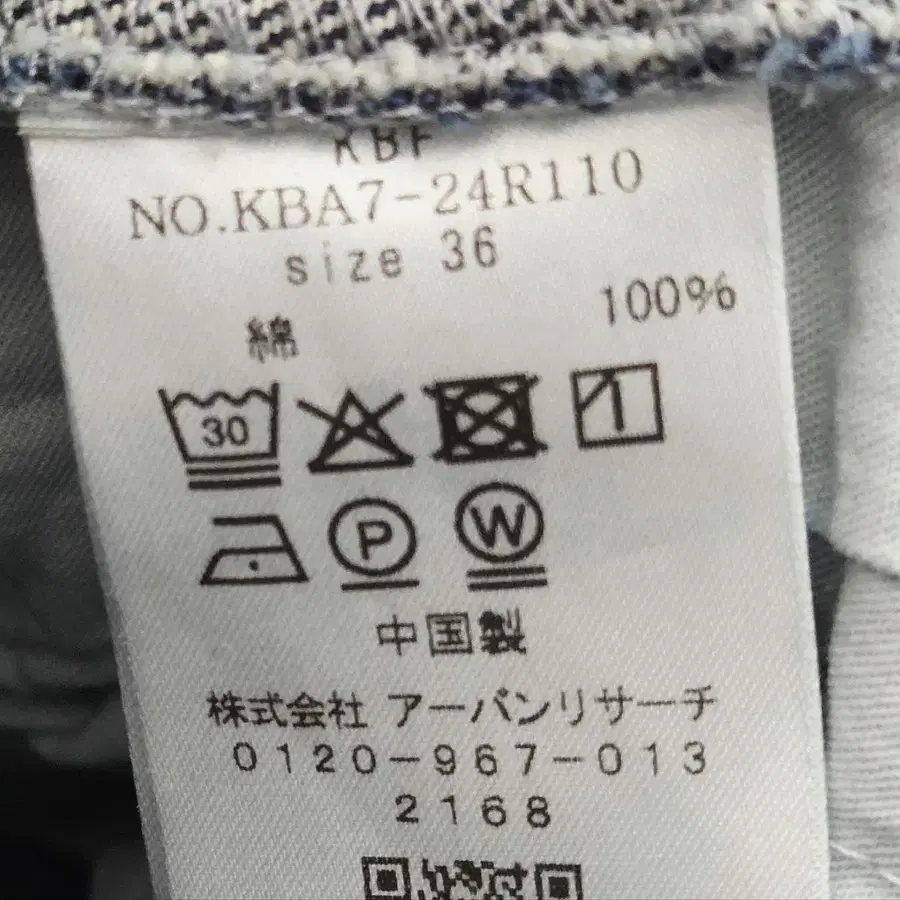 KBF
NO.KBA7-24R110
size 36
綿 100%
30
P W
中国製
株式会社 アーバンリサーチ
0120-967-013
2168